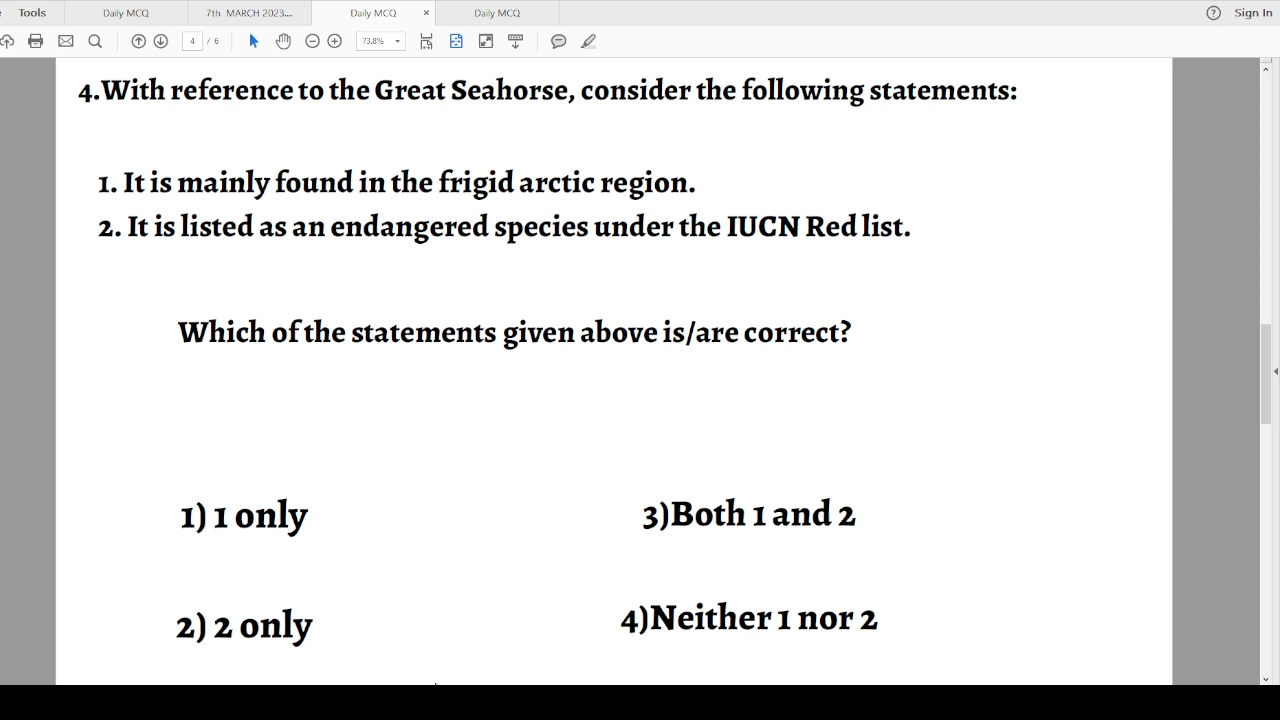 Tools
Daily MCQ
7th MARCH 2023....
Daily MCQ
Daily MCQ
Sign In
4 / 6
73.8%
4.With reference to the Great Seahorse, consider the following statements:
1. It is mainly found in the frigid arctic region.
2. It is listed as an endangered species under the IUCN Red list.
Which of the statements given above is/are correct?
1) 1 only
3)Both 1 and 2
2) 2 only
4)Neither 1 nor 2